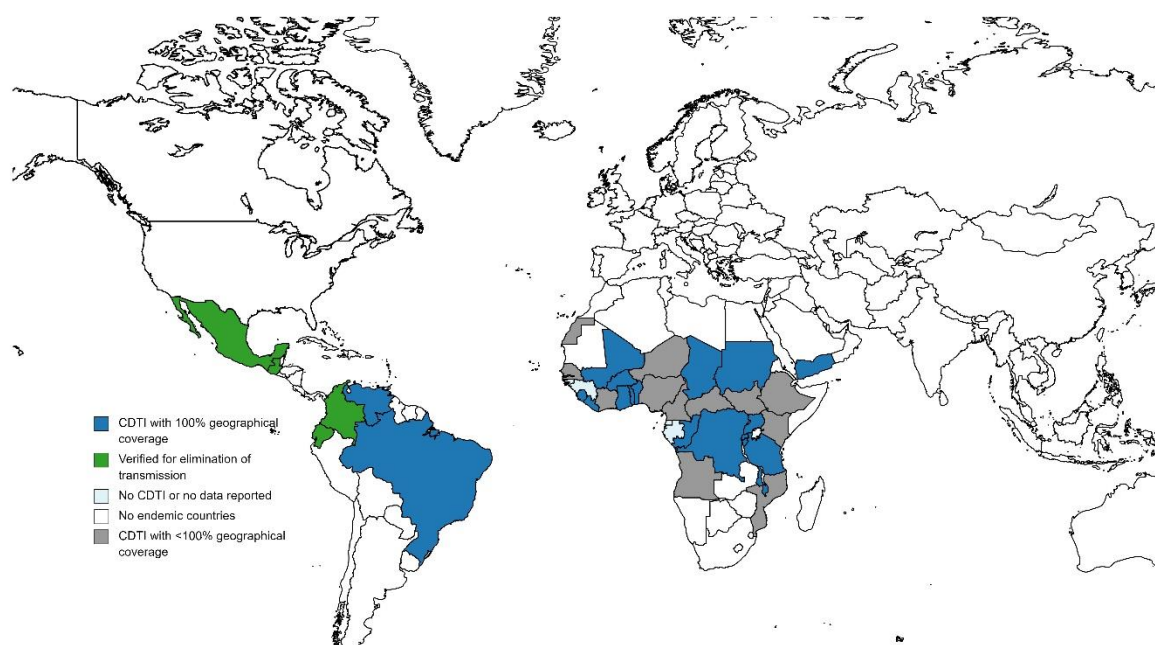 CDTI with 100% geographical
coverage
Verified for elimination of
transmission
No CDTI or no data reported
No endemic countries
CDTI with <100% geographical
coverage